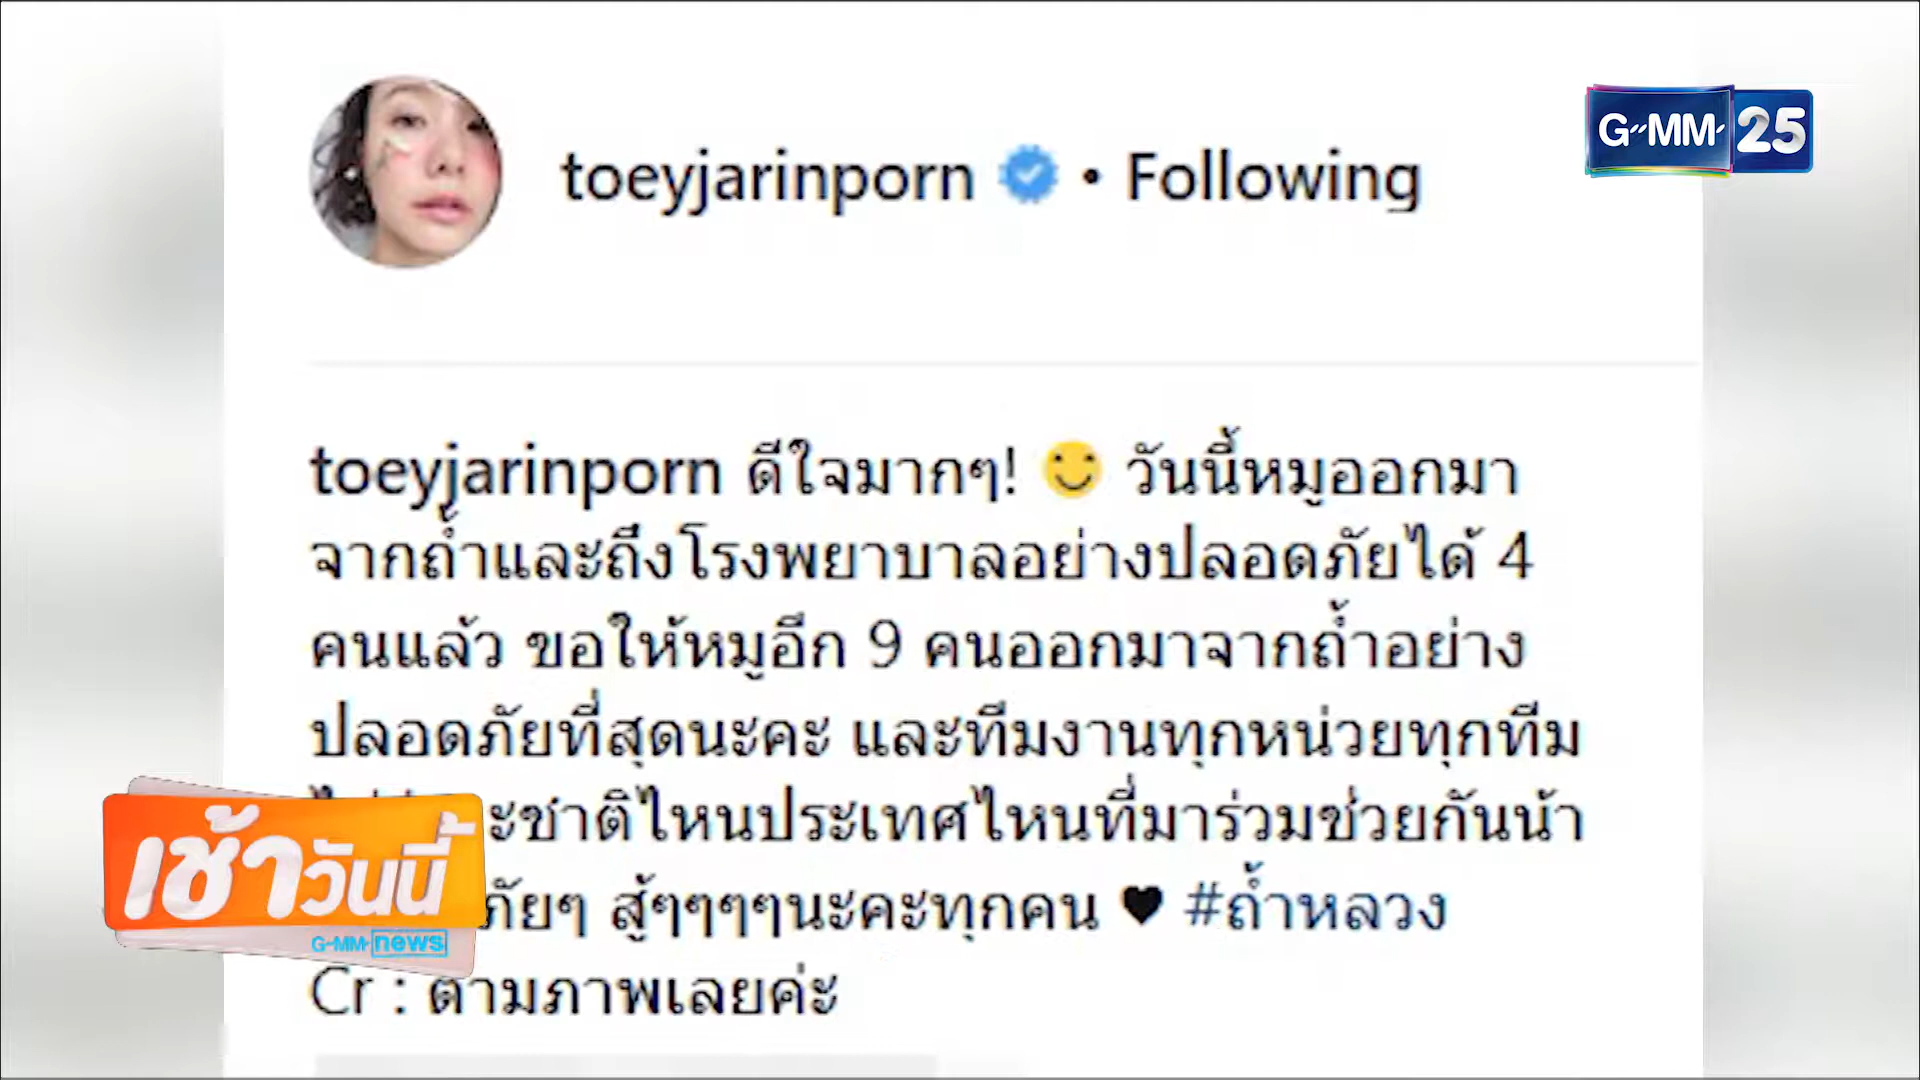 toeyjarinporn • Following
G-MM 25
toeyjarinporn ดีใจมากๆ! 🙂 วันนี้หมูออกมา
จากถ้ำและถึงโรงพยาบาลอย่างปลอดภัยได้ 4
คนแล้ว ขอให้หมูอีก 9 คนออกมาจากถ้ำอย่าง
ปลอดภัยที่สุดนะคะ และทีมงานทุกหน่วยทุกทีม
ะชาติไหนประเทศไหนที่มาร่วมช่วยกันน้า
ภัยๆ สู้ๆๆๆๆนะคะทุกคน ♥ #ถ้ำหลวง
Cr : ตามภาพเลยค่ะ
เช้าวันนี้
G-MM news